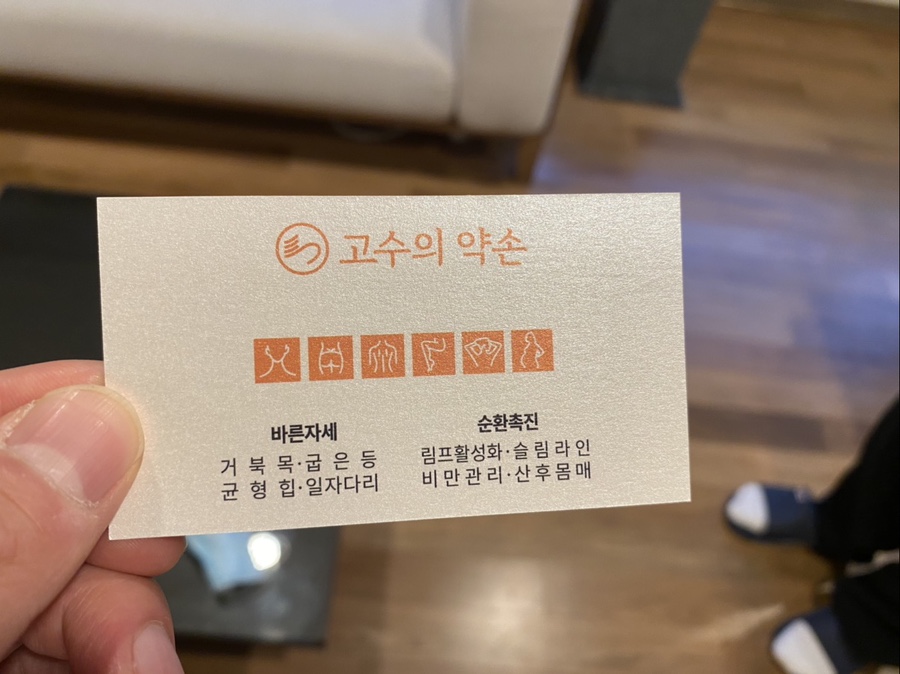 고수의 약손
바른자세
거북목·굽은등
균형힙·일자다리
순환촉진
림프활성화·슬림라인
비만관리·산후몸매